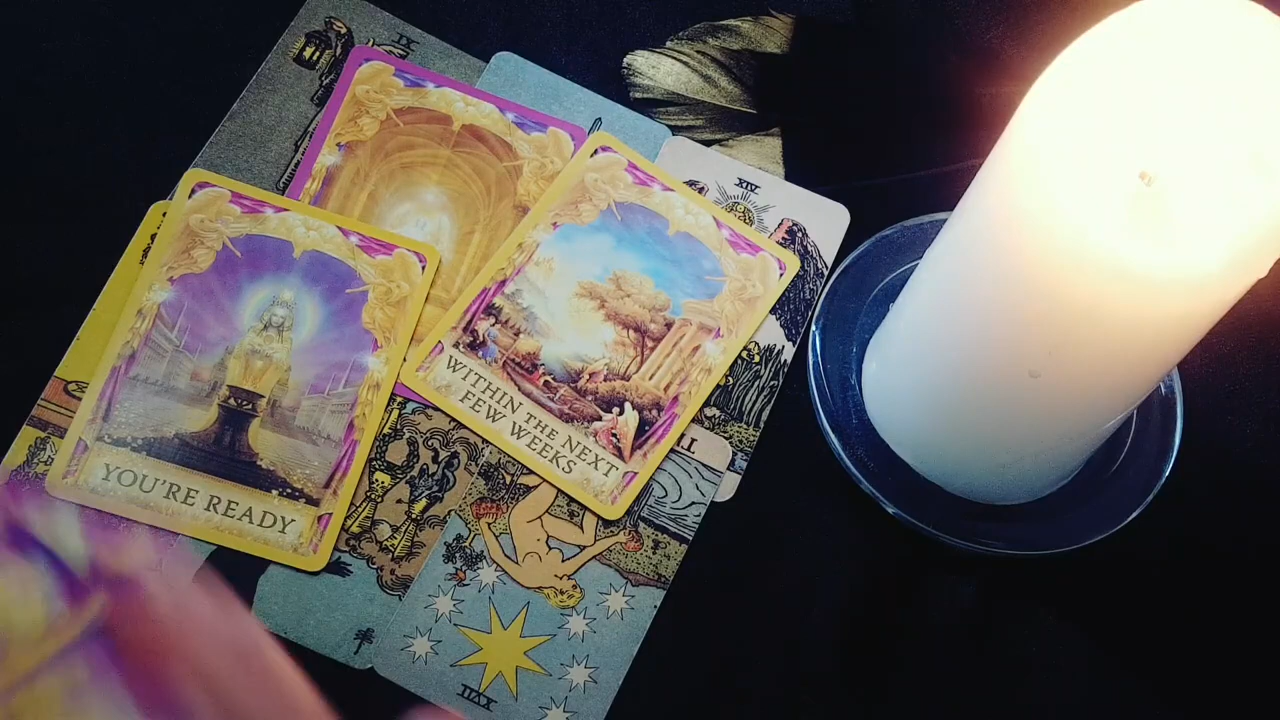 IX
XIV
YOU'RE READY
WITHIN THE NEXT
FEW WEEKS
XVII